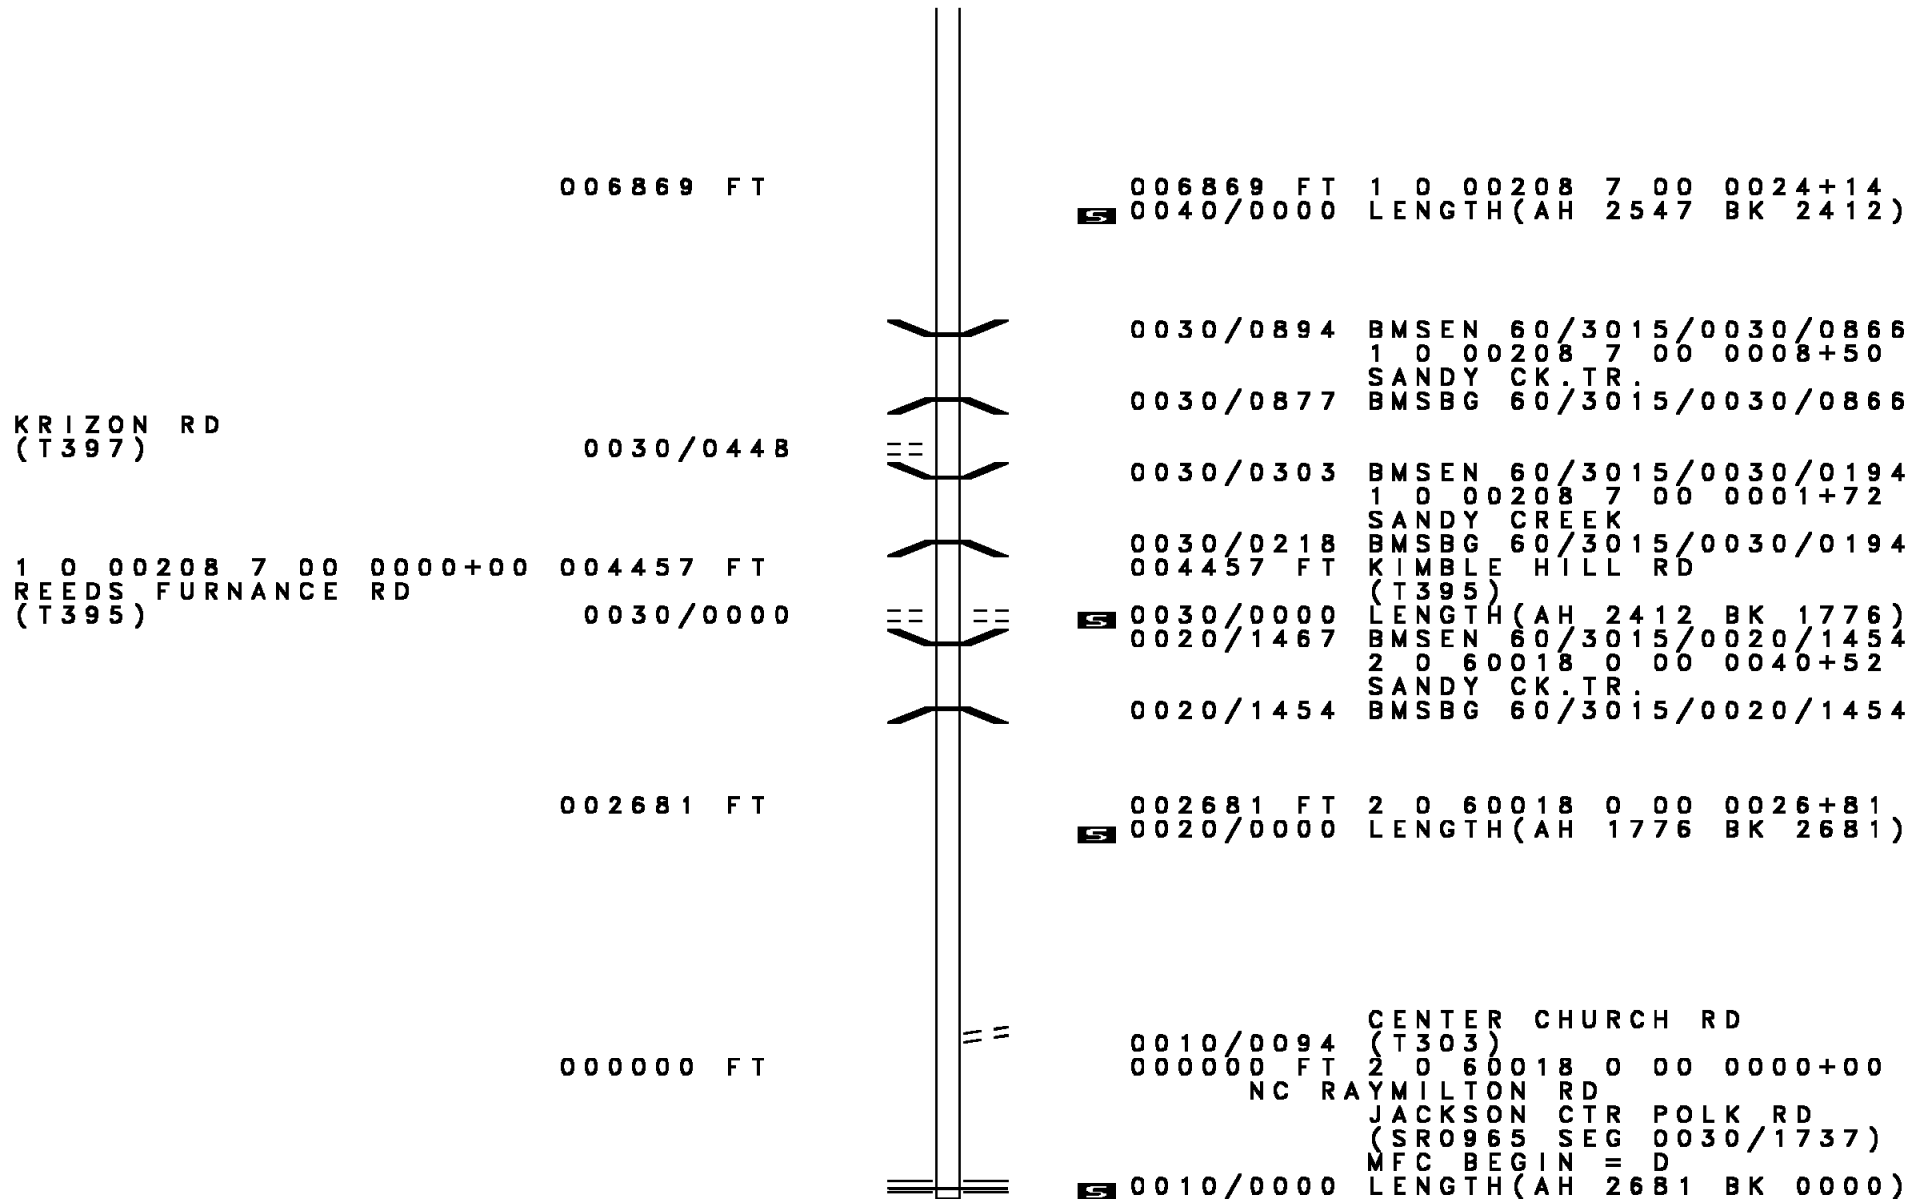 006869 FT 006869 FT 1 0 00208 7 00 0024+14
S 0040/0000 LENGTH(AH 2547 BK 2412)
0030/0894 BMSEN 60/3015/0030/0866
1 0 00208 7 00 0008+50
SANDY CK.TR.
0030/0877 BMSBG 60/3015/0030/0866
KRIZON RD
(T397) 0030/0448
0030/0303 BMSEN 60/3015/0030/0194
1 0 00208 7 00 0001+72
SANDY CREEK
0030/0218 BMSBG 60/3015/0030/0194
1 0 00208 7 00 0000+00 004457 FT 004457 FT KIMBLE HILL RD
REEDS FURNANCE RD (T395)
(T395) 0030/0000 S 0030/0000 LENGTH(AH 2412 BK 1776)
0020/1467 BMSEN 60/3015/0020/1454
2 0 60018 0 00 0040+52
SANDY CK.TR.
0020/1454 BMSBG 60/3015/0020/1454
002681 FT 002681 FT 2 0 60018 0 00 0026+81
S 0020/0000 LENGTH(AH 1776 BK 2681)
CENTER CHURCH RD
0010/0094 (T303)
000000 FT 000000 FT 2 0 60018 0 00 0000+00
NC RAYMILTON RD
JACKSON CTR POLK RD
(SR0965 SEG 0030/1737)
MFC BEGIN = D
S 0010/0000 LENGTH(AH 2681 BK 0000)